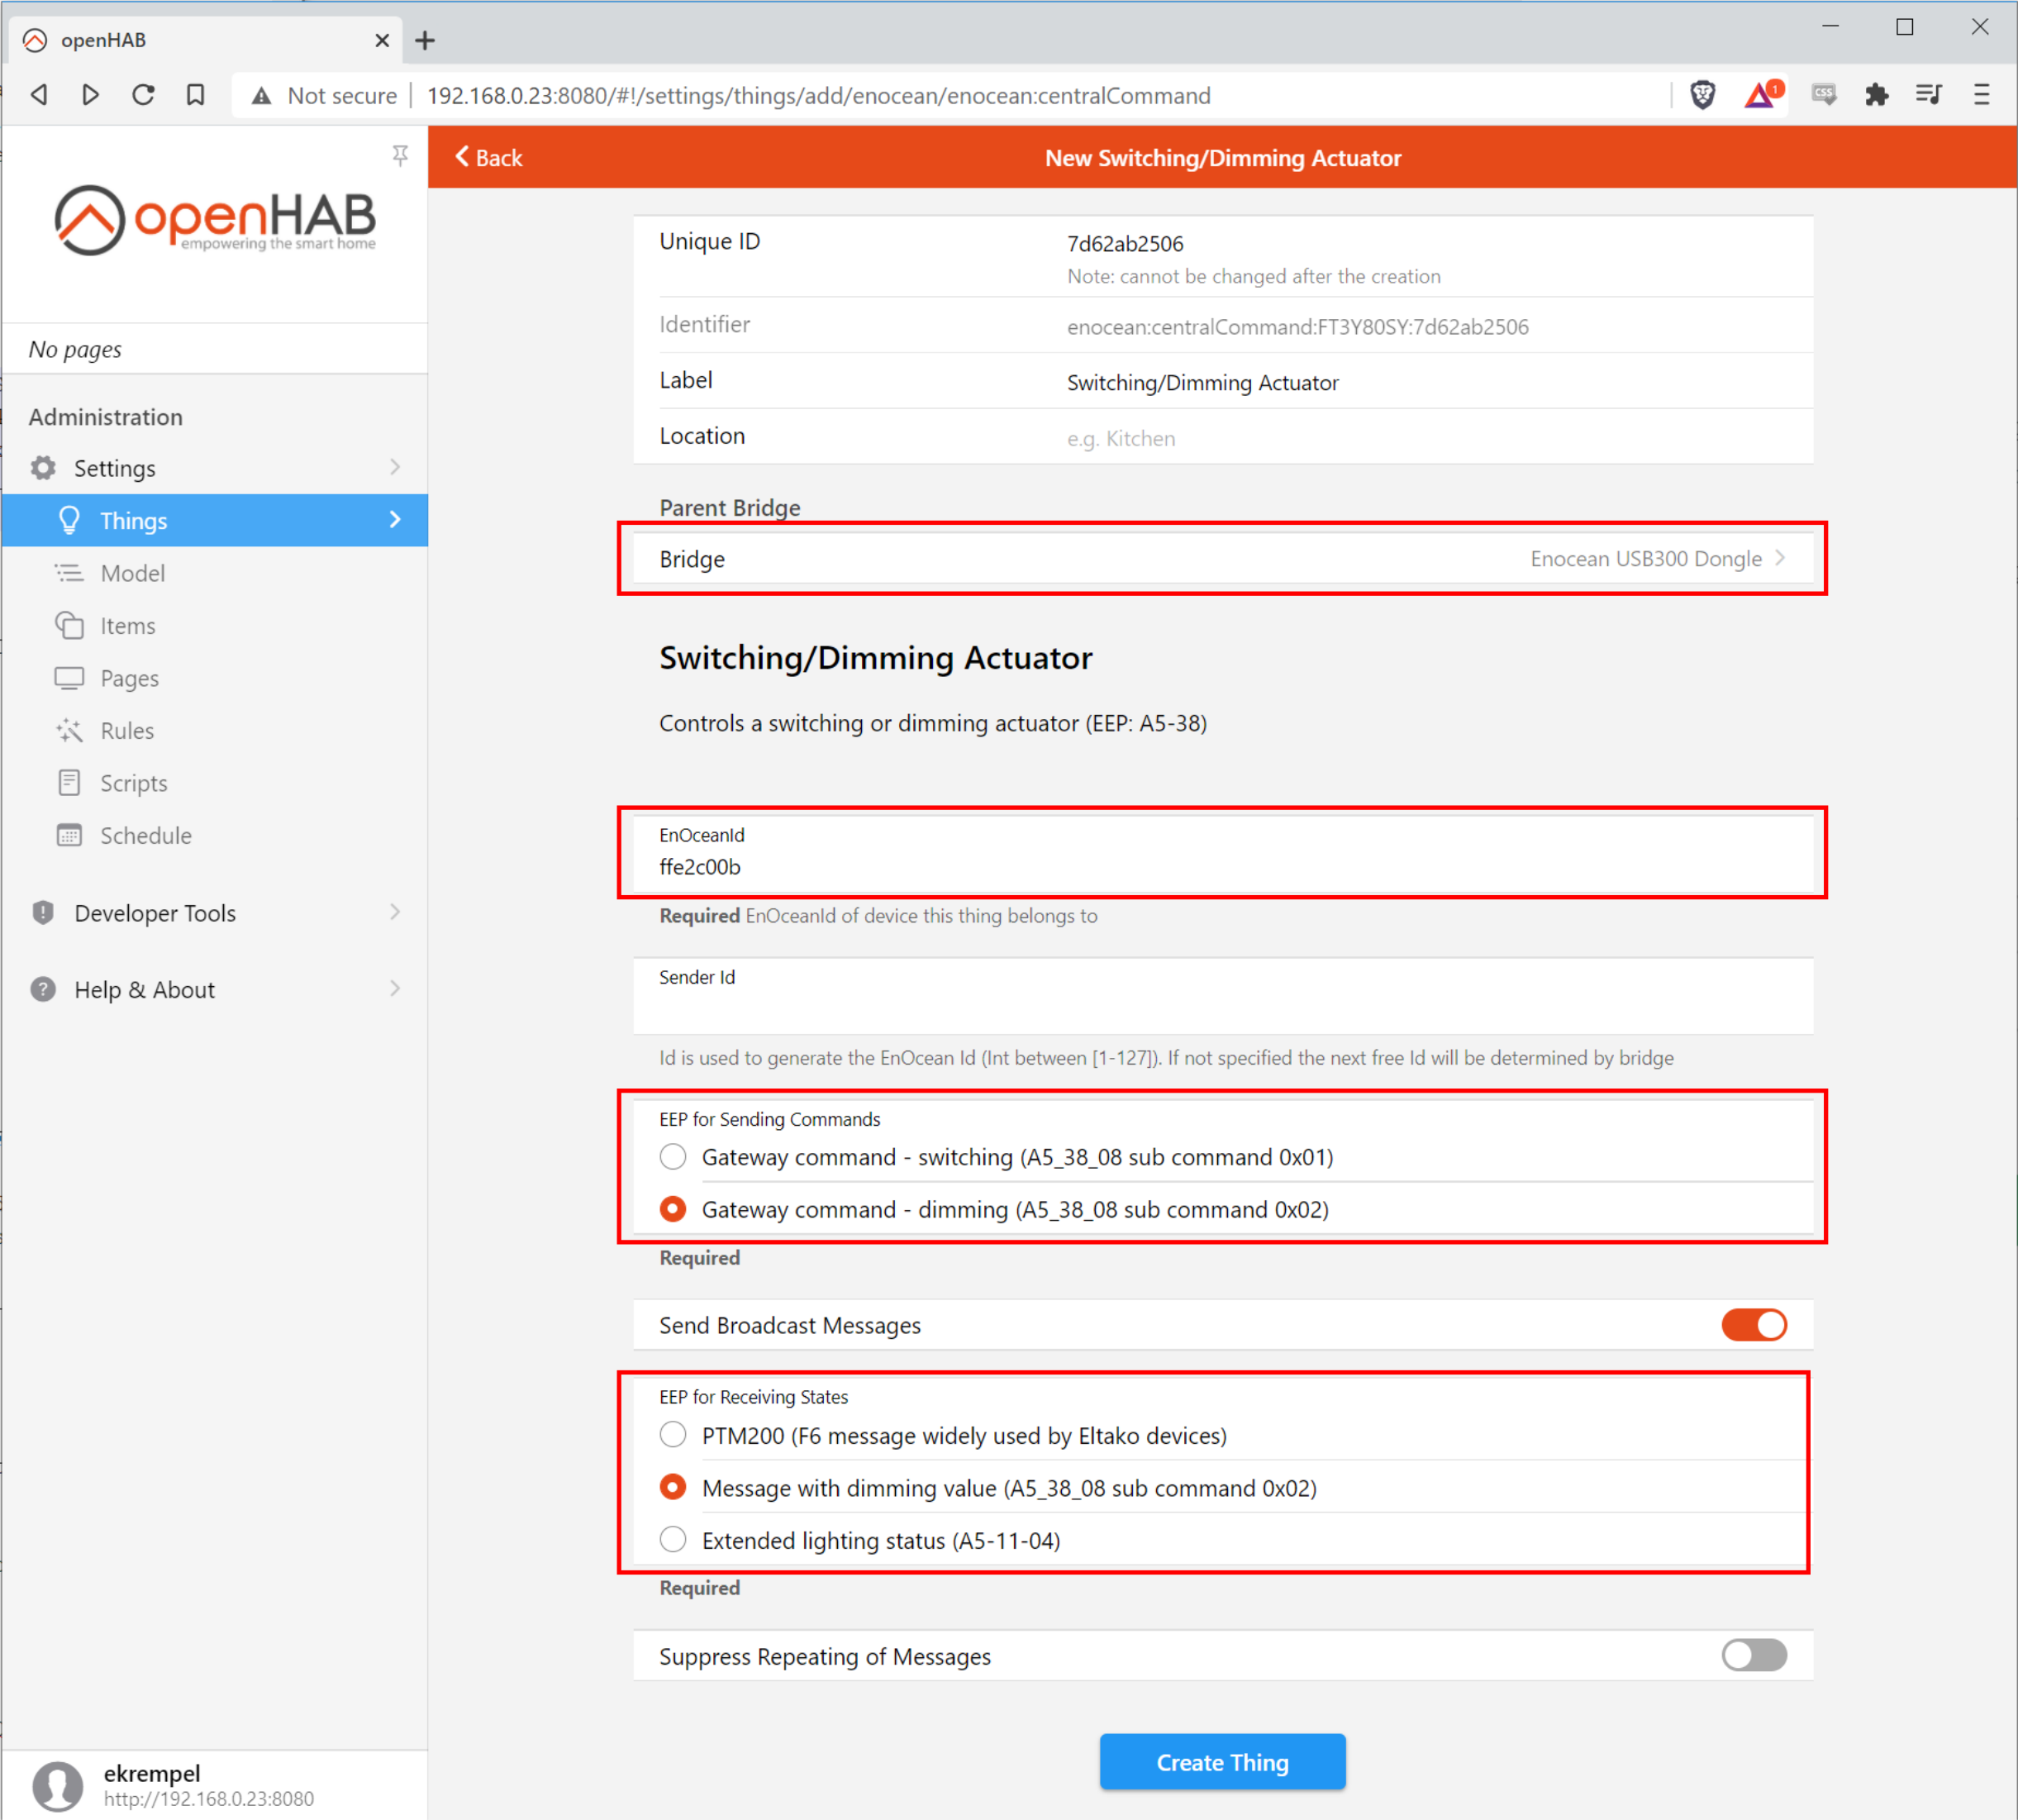 openHAB
Not secure
192.168.0.23:8080/#!/settings/things/add/enocean/enocean:centralCommand
1
CSS
Back
New Switching/Dimming Actuator
openHAB
empowering the smart home
No pages
Administration
Settings
Things
Model
Items
Pages
Rules
Scripts
Schedule
Developer Tools
Help & About
ekrempel
http://192.168.0.23:8080
Unique ID
7d62ab2506
Note: cannot be changed after the creation
Identifier
enocean:centralCommand:FT3Y80SY:7d62ab2506
Label
Switching/Dimming Actuator
Location
e.g. Kitchen
Parent Bridge
Bridge
Enocean USB300 Dongle
Switching/Dimming Actuator
Controls a switching or dimming actuator (EEP: A5-38)
EnOceanId
ffe2c00b
Required EnOceanId of device this thing belongs to
Sender Id
Id is used to generate the EnOcean Id (Int between [1-127]). If not specified the next free Id will be determined by bridge
EEP for Sending Commands
Gateway command - switching (A5_38_08 sub command 0x01)
Gateway command - dimming (A5_38_08 sub command 0x02)
Required
Send Broadcast Messages
EEP for Receiving States
PTM200 (F6 message widely used by Eltako devices)
Message with dimming value (A5_38_08 sub command 0x02)
Extended lighting status (A5-11-04)
Required
Suppress Repeating of Messages
Create Thing